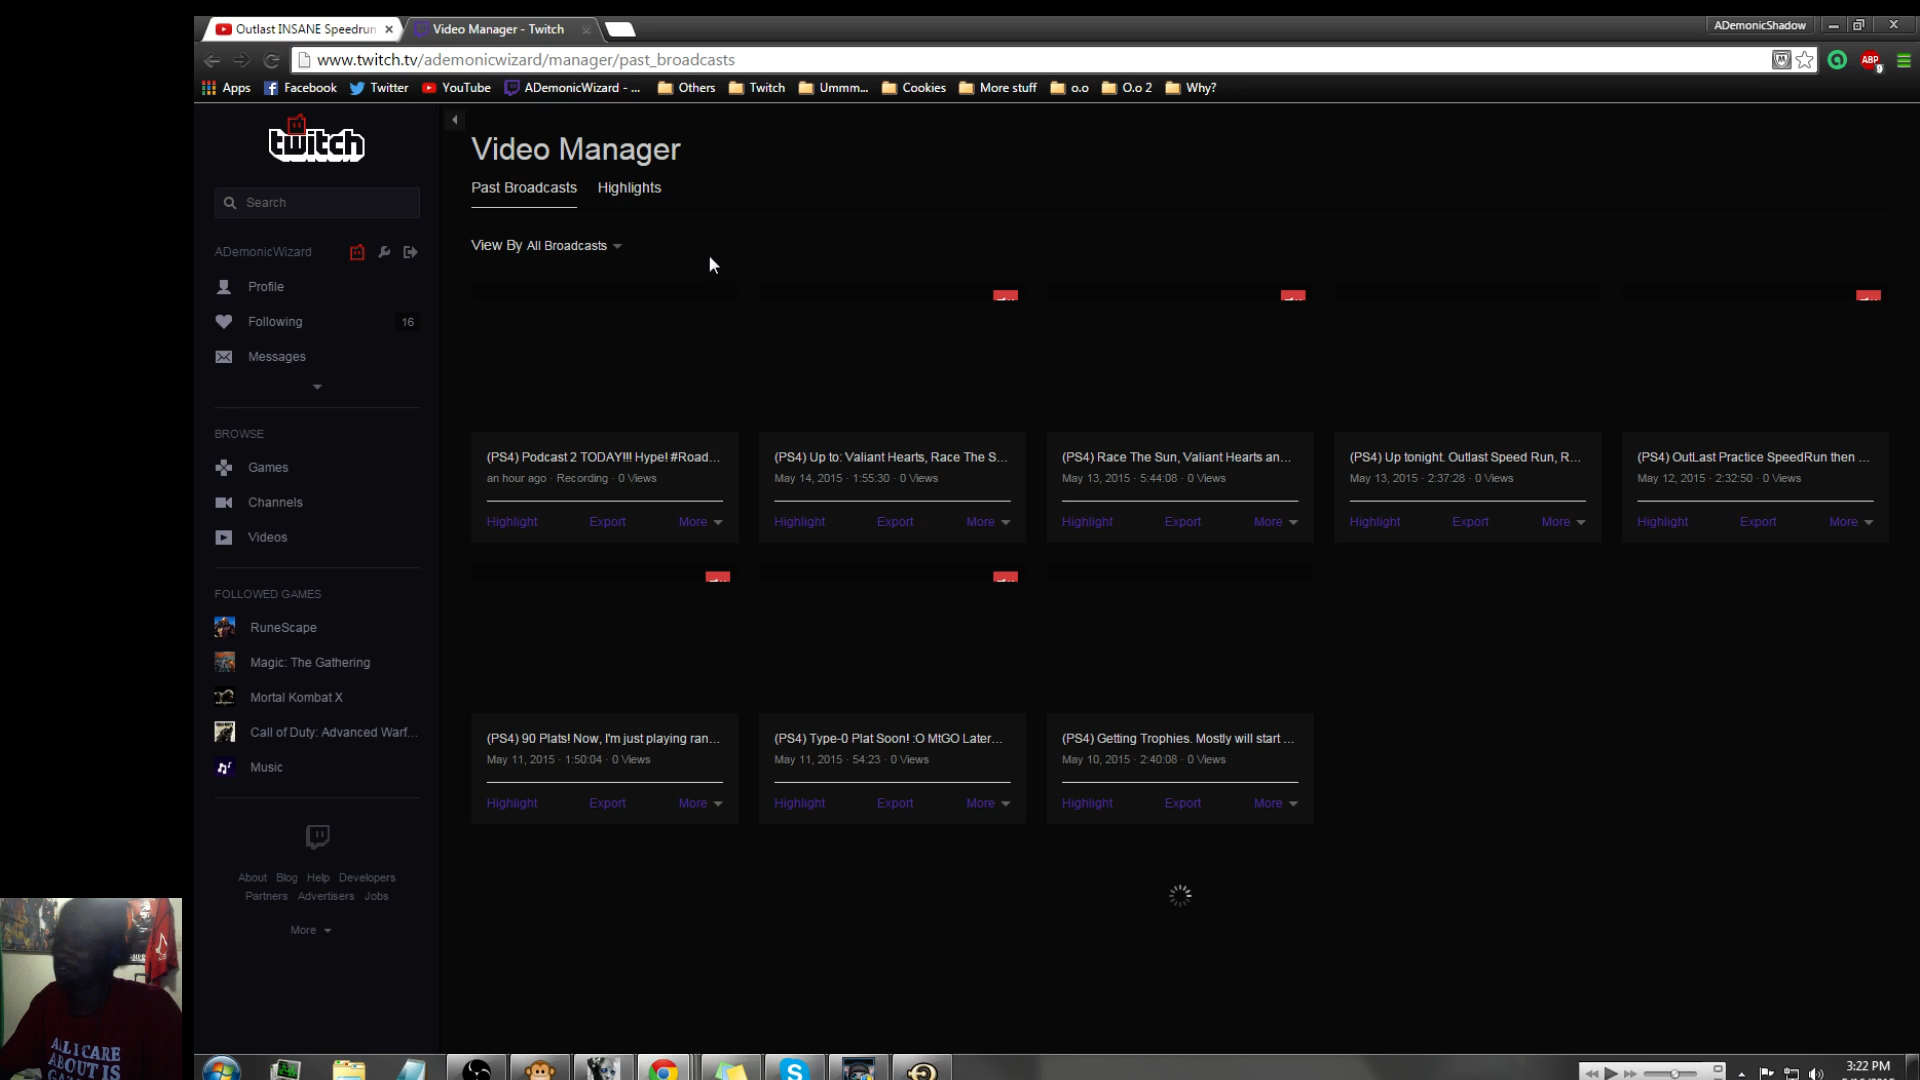 Outlast INSANE Speedrun
Video Manager - Twitch
ADemonicShadow
www.twitch.tv/ademonicwizard/manager/past_broadcasts
ABP
9
Apps
Facebook
Twitter
YouTube
ADemonicWizard - ...
Others
Twitch
Ummm...
Cookies
More stuff
o.o
O.o 2
Why?
twitch
Video Manager
Past Broadcasts
Highlights
Search
View By All Broadcasts
ADemonicWizard
Profile
Following
16
Messages
BROWSE
Games
Channels
Videos
FOLLOWED GAMES
RuneScape
Magic: The Gathering
Mortal Kombat X
Call of Duty: Advanced Warf...
Music
About Blog Help Developers
Partners Advertisers Jobs
More
(PS4) Podcast 2 TODAY!!! Hype! #Road...
an hour ago · Recording · 0 Views
Highlight Export More
(PS4) Up to: Valiant Hearts, Race The S...
May 14, 2015 · 1:55:30 · 0 Views
Highlight Export More
(PS4) Race The Sun, Valiant Hearts an...
May 13, 2015 · 5:44:08 · 0 Views
Highlight Export More
(PS4) Up tonight. Outlast Speed Run, R...
May 13, 2015 · 2:37:28 · 0 Views
Highlight Export More
(PS4) OutLast Practice SpeedRun then ...
May 12, 2015 · 2:32:50 · 0 Views
Highlight Export More
(PS4) 90 Plats! Now, I'm just playing ran...
May 11, 2015 · 1:50:04 · 0 Views
Highlight Export More
(PS4) Type-0 Plat Soon! :O MtGO Later...
May 11, 2015 · 54:23 · 0 Views
Highlight Export More
(PS4) Getting Trophies. Mostly will start ...
May 10, 2015 · 2:40:08 · 0 Views
Highlight Export More
ALL I CARE
ABOUT IS
3:22 PM